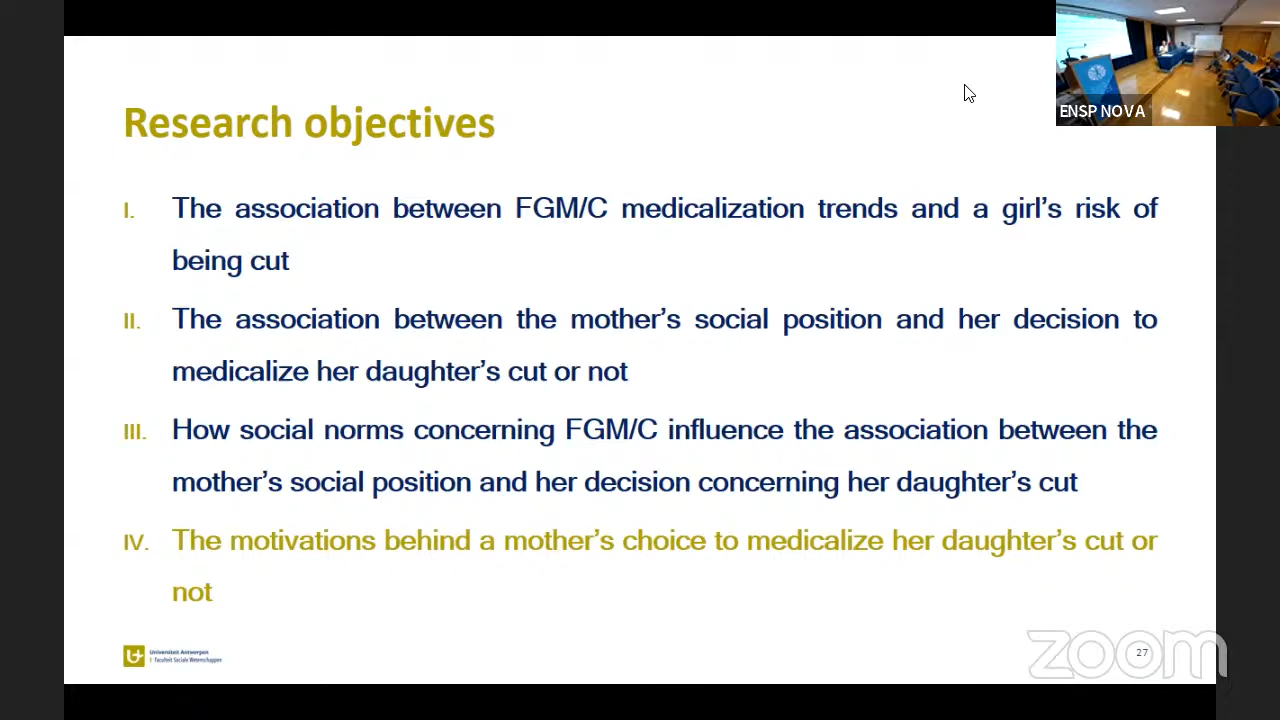 ENSP NOVA
Research objectives
I. The association between FGM/C medicalization trends and a girl's risk of
being cut
II. The association between the mother's social position and her decision to
medicalize her daughter's cut or not
III. How social norms concerning FGM/C influence the association between the
mother's social position and her decision concerning her daughter's cut
IV. The motivations behind a mother's choice to medicalize her daughter's cut or
not
Universiteit Antwerpen
Faculteit Sociale Wetenschappen
zoom
27